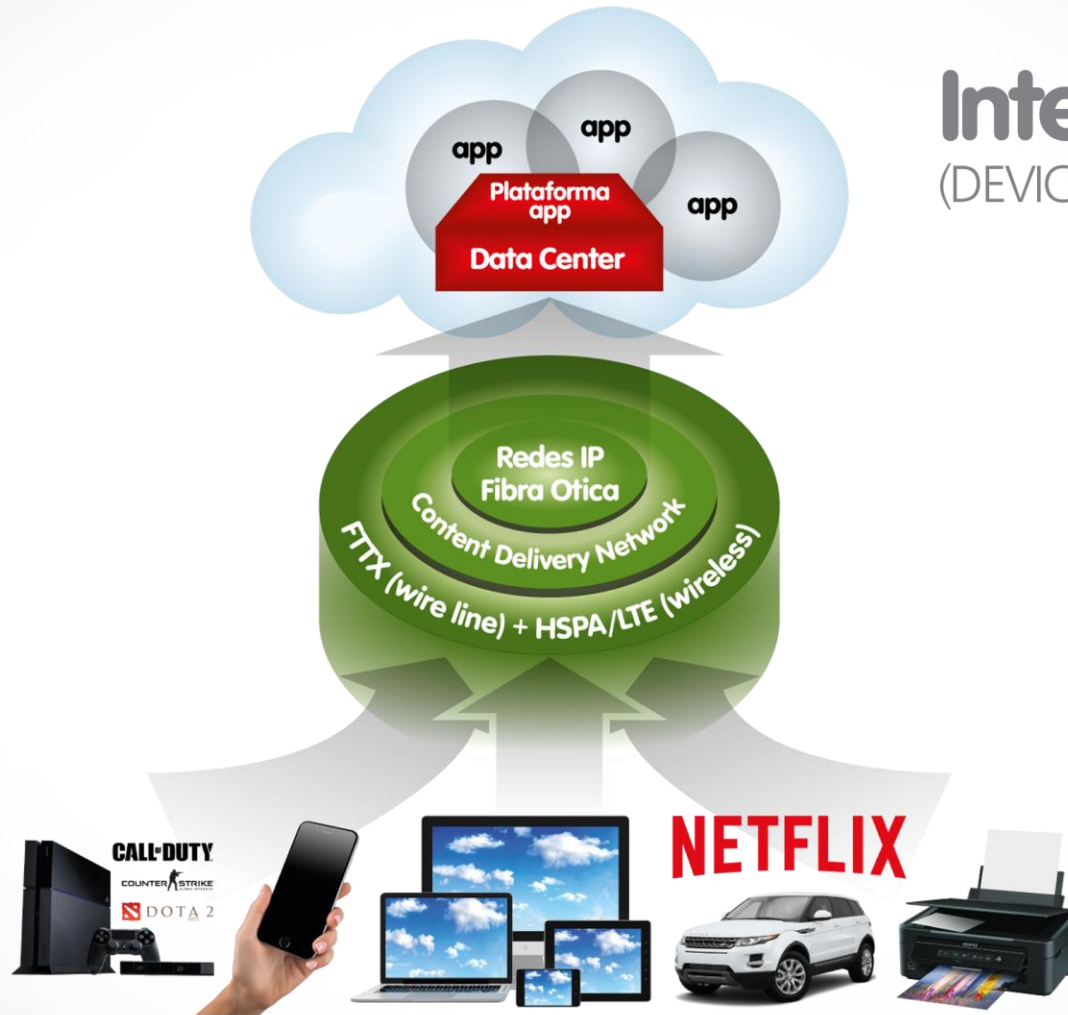 Inte
(DEVIC
app
app
app
Plataforma
app
Data Center
Redes IP
Fibra Otica
Content Delivery Network
FTTX (wire line) + HSPA/LTE (wireless)
CALL OF DUTY
COUNTER STRIKE
DOTA 2
NETFLIX